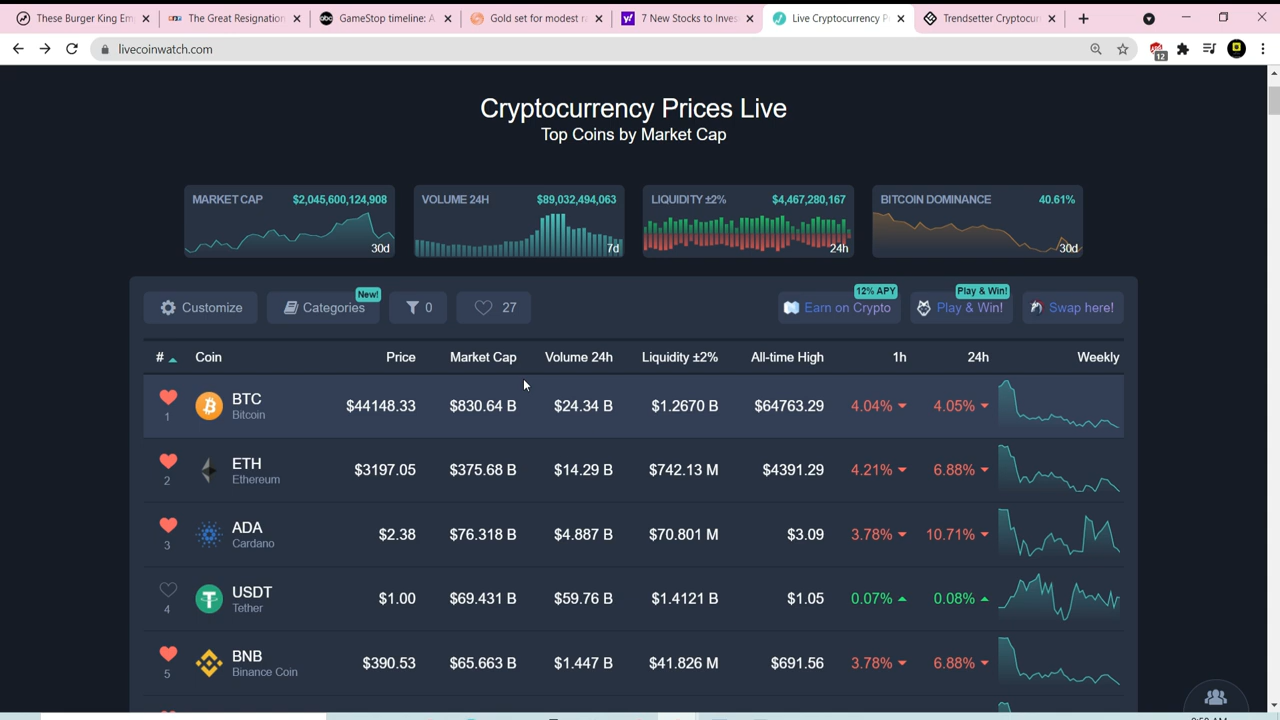 These Burger King Em
The Great Resignation
GameStop timeline: A
Gold set for modest ra
7 New Stocks to Inves
Live Cryptocurrency P
Trendsetter Cryptocurr
livecoinwatch.com
12
Cryptocurrency Prices Live
Top Coins by Market Cap
MARKET CAP $2,045,600,124,908
30d
VOLUME 24H $89,032,494,063
7d
LIQUIDITY ±2% $4,467,280,167
24h
BITCOIN DOMINANCE 40.61%
30d
Customize
Categories New!
0
27
Earn on Crypto 12% APY
Play & Win! Play & Win!
Swap here!
# Coin Price Market Cap Volume 24h Liquidity ±2% All-time High 1h 24h Weekly
1 BTC $44148.33 $830.64 B $24.34 B $1.2670 B $64763.29 4.04% 4.05%
Bitcoin
2 ETH $3197.05 $375.68 B $14.29 B $742.13 M $4391.29 4.21% 6.88%
Ethereum
3 ADA $2.38 $76.318 B $4.887 B $70.801 M $3.09 3.78% 10.71%
Cardano
4 USDT $1.00 $69.431 B $59.76 B $1.4121 B $1.05 0.07% 0.08%
Tether
5 BNB $390.53 $65.663 B $1.447 B $41.826 M $691.56 3.78% 6.88%
Binance Coin